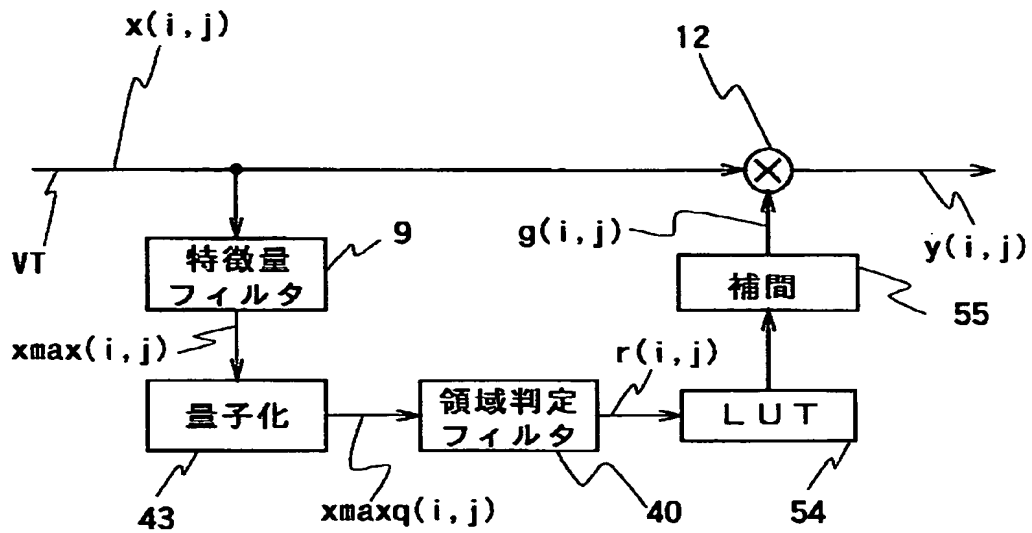 x(i,j)
12
VT
9
g(i,j)
y(i,j)
特徴量
フィルタ
補間
55
xmax(i,j)
r(i,j)
量子化
領域判定
フィルタ
LUT
43
xmaxq(i,j)
40
54